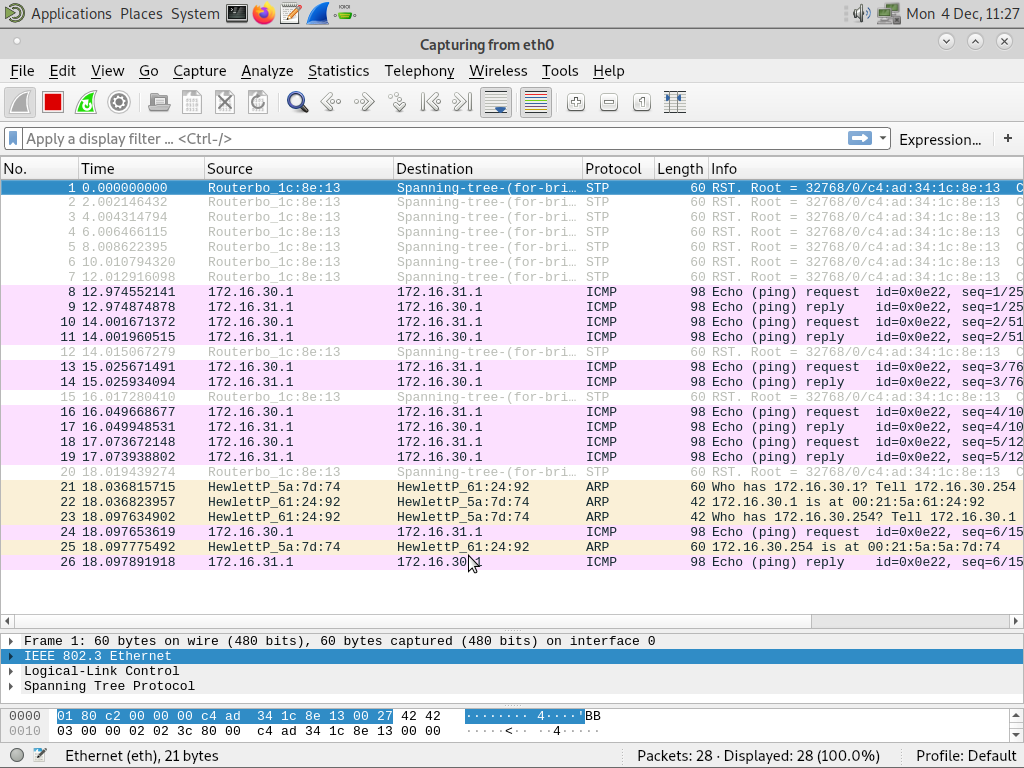 Applications Places System Mon 4 Dec, 11:27
Capturing from eth0
File Edit View Go Capture Analyze Statistics Telephony Wireless Tools Help
Apply a display filter ... <Ctrl-/> Expression... +
No. Time Source Destination Protocol Length Info
1 0.000000000 Routerbo_1c:8e:13 Spanning-tree-(for-bri... STP 60 RST. Root = 32768/0/c4:ad:34:1c:8e:13 C
2 2.002146432 Routerbo_1c:8e:13 Spanning-tree-(for-bri... STP 60 RST. Root = 32768/0/c4:ad:34:1c:8e:13 C
3 4.004314794 Routerbo_1c:8e:13 Spanning-tree-(for-bri... STP 60 RST. Root = 32768/0/c4:ad:34:1c:8e:13 C
4 6.006466115 Routerbo_1c:8e:13 Spanning-tree-(for-bri... STP 60 RST. Root = 32768/0/c4:ad:34:1c:8e:13 C
5 8.008622395 Routerbo_1c:8e:13 Spanning-tree-(for-bri... STP 60 RST. Root = 32768/0/c4:ad:34:1c:8e:13 C
6 10.010794320 Routerbo_1c:8e:13 Spanning-tree-(for-bri... STP 60 RST. Root = 32768/0/c4:ad:34:1c:8e:13 C
7 12.012916098 Routerbo_1c:8e:13 Spanning-tree-(for-bri... STP 60 RST. Root = 32768/0/c4:ad:34:1c:8e:13 C
8 12.974552141 172.16.30.1 172.16.31.1 ICMP 98 Echo (ping) request id=0x0e22, seq=1/25
9 12.974874878 172.16.31.1 172.16.30.1 ICMP 98 Echo (ping) reply id=0x0e22, seq=1/25
10 14.001671372 172.16.30.1 172.16.31.1 ICMP 98 Echo (ping) request id=0x0e22, seq=2/51
11 14.001960515 172.16.31.1 172.16.30.1 ICMP 98 Echo (ping) reply id=0x0e22, seq=2/51
12 14.015067279 Routerbo_1c:8e:13 Spanning-tree-(for-bri... STP 60 RST. Root = 32768/0/c4:ad:34:1c:8e:13 C
13 15.025671491 172.16.30.1 172.16.31.1 ICMP 98 Echo (ping) request id=0x0e22, seq=3/76
14 15.025934094 172.16.31.1 172.16.30.1 ICMP 98 Echo (ping) reply id=0x0e22, seq=3/76
15 16.017280410 Routerbo_1c:8e:13 Spanning-tree-(for-bri... STP 60 RST. Root = 32768/0/c4:ad:34:1c:8e:13 C
16 16.049668677 172.16.30.1 172.16.31.1 ICMP 98 Echo (ping) request id=0x0e22, seq=4/10
17 16.049948531 172.16.31.1 172.16.30.1 ICMP 98 Echo (ping) reply id=0x0e22, seq=4/10
18 17.073672148 172.16.30.1 172.16.31.1 ICMP 98 Echo (ping) request id=0x0e22, seq=5/12
19 17.073938802 172.16.31.1 172.16.30.1 ICMP 98 Echo (ping) reply id=0x0e22, seq=5/12
20 18.019439274 Routerbo_1c:8e:13 Spanning-tree-(for-bri... STP 60 RST. Root = 32768/0/c4:ad:34:1c:8e:13 C
21 18.036815715 HewlettP_5a:7d:74 HewlettP_61:24:92 ARP 60 Who has 172.16.30.1? Tell 172.16.30.254
22 18.036823957 HewlettP_61:24:92 HewlettP_5a:7d:74 ARP 42 172.16.30.1 is at 00:21:5a:61:24:92
23 18.097634902 HewlettP_61:24:92 HewlettP_5a:7d:74 ARP 42 Who has 172.16.30.254? Tell 172.16.30.1
24 18.097653619 172.16.30.1 172.16.31.1 ICMP 98 Echo (ping) request id=0x0e22, seq=6/15
25 18.097775492 HewlettP_5a:7d:74 HewlettP_61:24:92 ARP 60 172.16.30.254 is at 00:21:5a:5a:7d:74
26 18.097891918 172.16.31.1 172.16.30.1 ICMP 98 Echo (ping) reply id=0x0e22, seq=6/15
Frame 1: 60 bytes on wire (480 bits), 60 bytes captured (480 bits) on interface 0
IEEE 802.3 Ethernet
Logical-Link Control
Spanning Tree Protocol
0000 01 80 c2 00 00 00 c4 ad 34 1c 8e 13 00 27 42 42 ········ 4····'BB
0010 03 00 00 02 02 3c 80 00 c4 ad 34 1c 8e 13 00 00 ·····<·· ··4·····
Ethernet (eth), 21 bytes Packets: 28 · Displayed: 28 (100.0%) Profile: Default